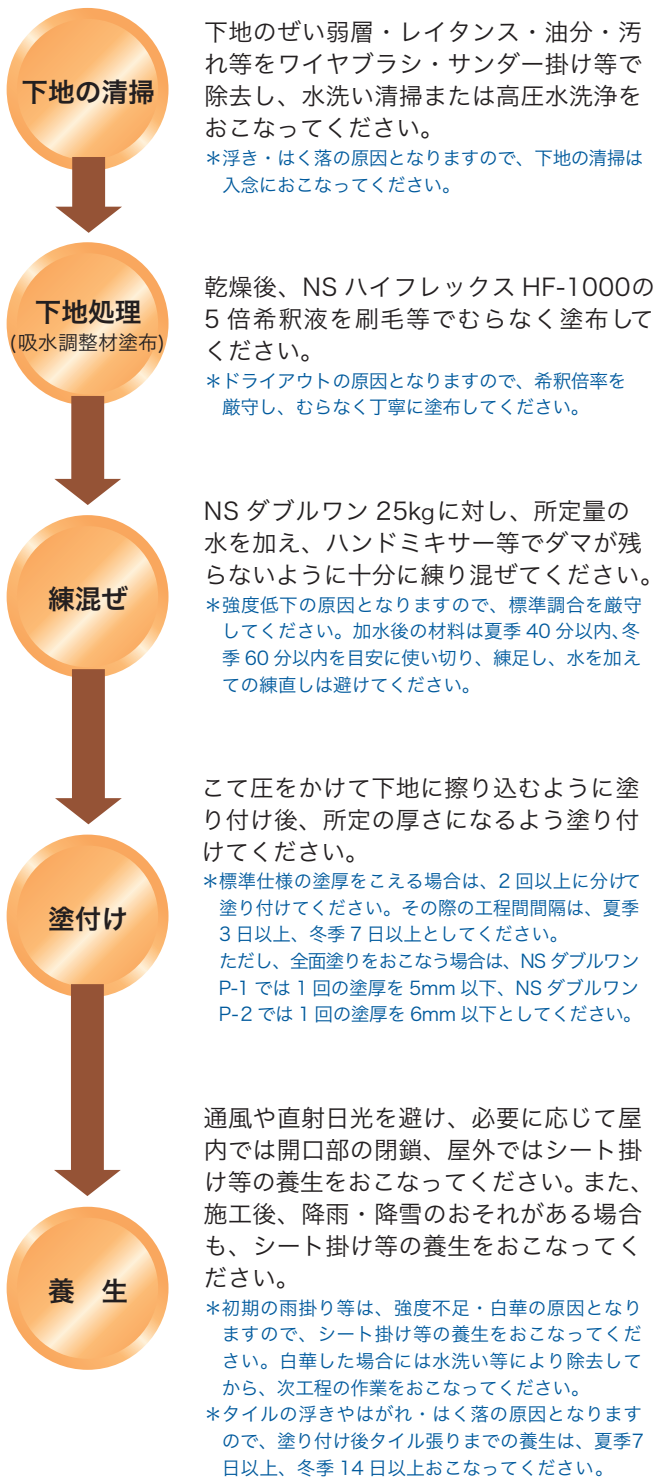 下地の清掃
下地のぜい弱層・レイタンス・油分・汚
れ等をワイヤブラシ・サンダー掛け等で
除去し、水洗い清掃または高圧水洗浄を
おこなってください。
＊浮き・はく落の原因となりますので、下地の清掃は
入念におこなってください。
下地処理
(吸水調整材塗布)
乾燥後、NS ハイフレックス HF-1000の
5 倍希釈液を刷毛等でむらなく塗布して
ください。
＊ドライアウトの原因となりますので、希釈倍率を
厳守し、むらなく丁寧に塗布してください。
練混ぜ
NS ダブルワン 25kgに対し、所定量の
水を加え、ハンドミキサー等でダマが残
らないように十分に練り混ぜてください。
＊強度低下の原因となりますので、標準調合を厳守
してください。加水後の材料は夏季 40 分以内、冬
季 60 分以内を目安に使い切り、練足し、水を加え
ての練直しは避けてください。
塗付け
こて圧をかけて下地に擦り込むように塗
り付け後、所定の厚さになるよう塗り付
けてください。
＊標準仕様の塗厚をこえる場合は、2 回以上に分けて
塗り付けてください。その際の工程間間隔は、夏季
3 日以上、冬季 7 日以上としてください。
ただし、全面塗りをおこなう場合は、NS ダブルワン
P-1 では 1 回の塗厚を 5mm 以下、NS ダブルワン
P-2 では 1 回の塗厚を 6mm 以下としてください。
養 生
通風や直射日光を避け、必要に応じて屋
内では開口部の閉鎖、屋外ではシート掛
け等の養生をおこなってください。また、
施工後、降雨・降雪のおそれがある場合
も、シート掛け等の養生をおこなってく
ださい。
＊初期の雨掛り等は、強度不足・白華の原因となり
ますので、シート掛け等の養生をおこなってくだ
さい。白華した場合には水洗い等により除去して
から、次工程の作業をおこなってください。
＊タイルの浮きやはがれ・はく落の原因となります
ので、塗り付け後タイル張りまでの養生は、夏季7
日以上、冬季 14 日以上おこなってください。